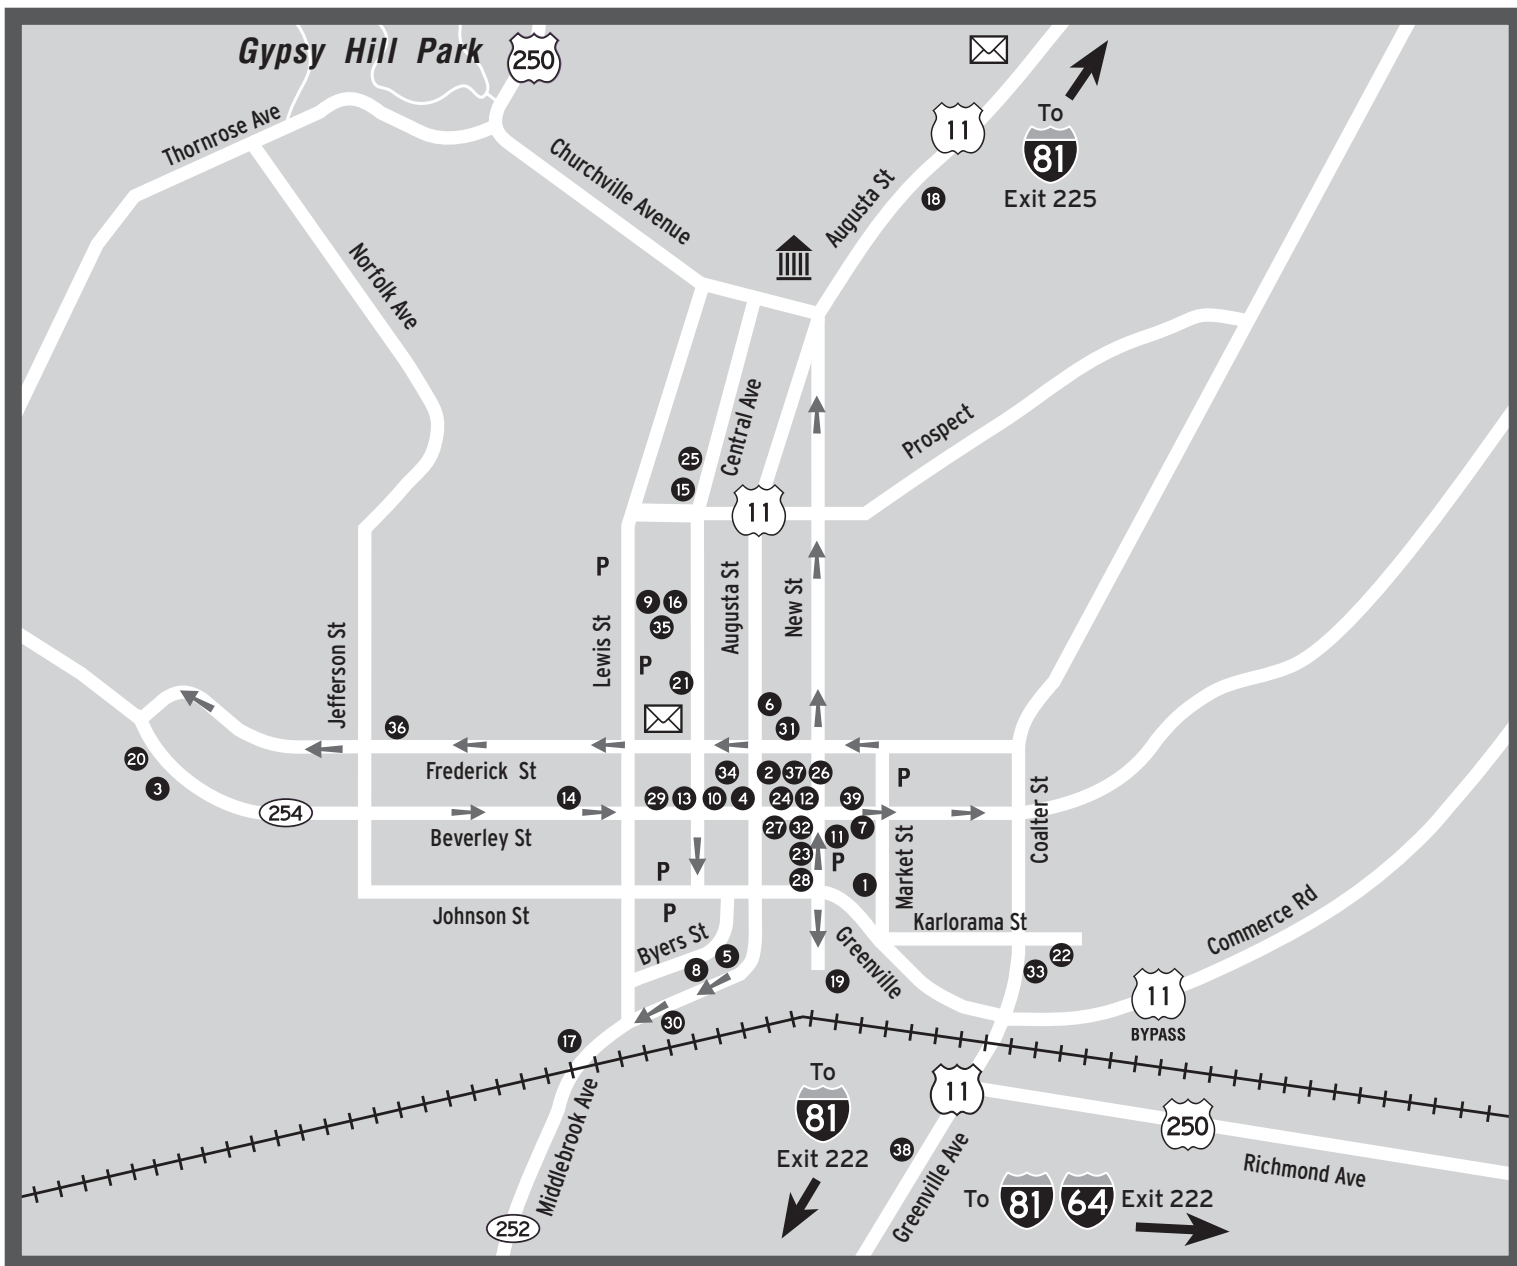 Gypsy Hill Park
250
11
To
81
Exit 225
Thornrose Ave
Churchville Avenue
Augusta St
18
Norfolk Ave
Central Ave
Prospect
25
15
11
P
9
16
35
Augusta St
New St
Lewis St
Jefferson St
P
21
6
31
36
20
3
Frederick St
34
2
37
26
P
254
14
29
13
10
4
24
12
39
Beverley St
27
32
11
7
23
P
28
1
Market St
Coalter St
P
P
Johnson St
Karlorama St
Byers St
5
8
Greenville
19
22
33
Commerce Rd
11
BYPASS
30
17
To
81
Exit 222
11
250
Middlebrook Ave
38
Greenville Ave
Richmond Ave
To
81
64
Exit 222
252